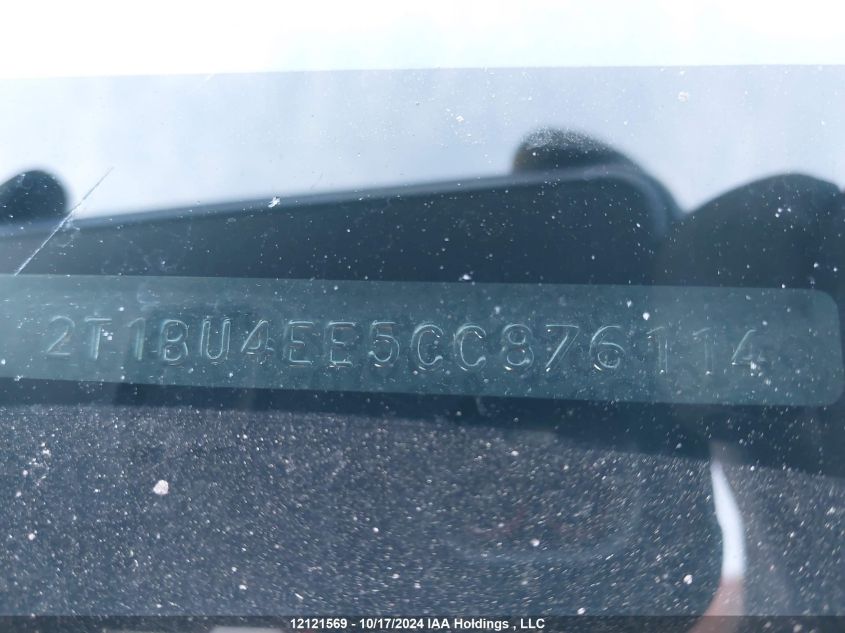 2T1BU4EE5CC876114
12121569 - 10/17/2024 IAA Holdings , LLC